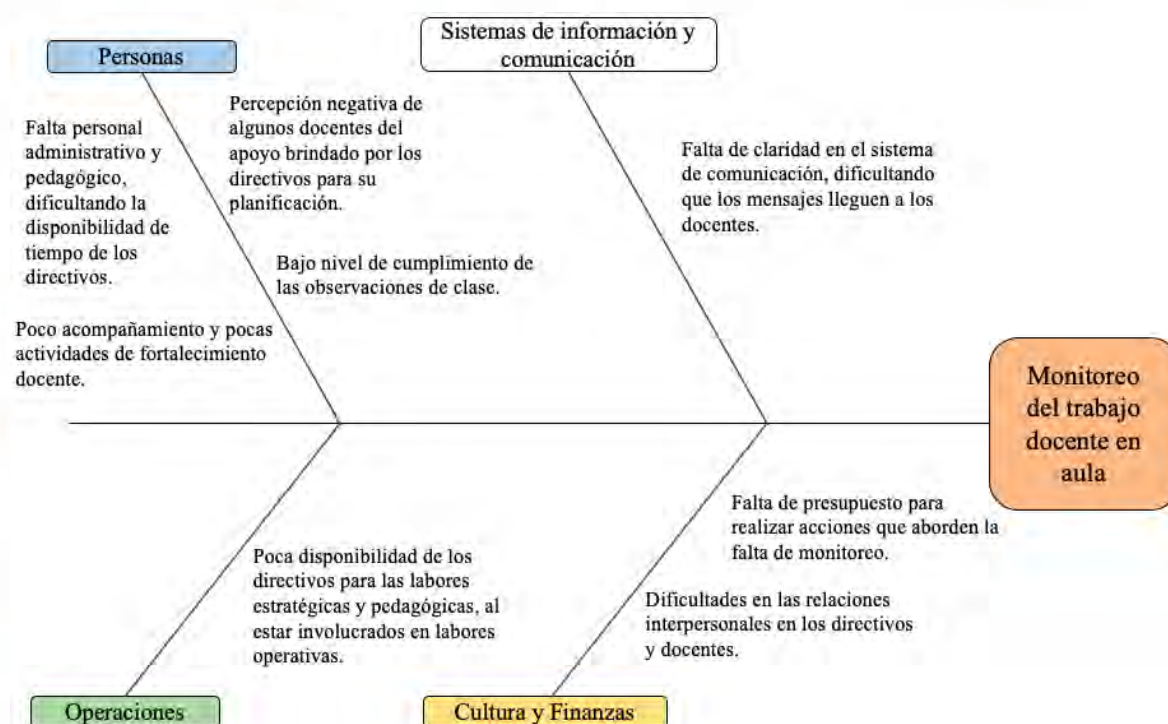 Personas
Sistemas de información y
comunicación
Falta personal
administrativo y
pedagógico,
dificultando la
disponibilidad de
tiempo de los
directivos.
Percepción negativa de
algunos docentes del
apoyo brindado por los
directivos para su
planificación.
Bajo nivel de cumplimiento de
las observaciones de clase.
Poco acompañamiento y pocas
actividades de fortalecimiento
docente.
Falta de claridad en el sistema
de comunicación, dificultando
que los mensajes lleguen a los
docentes.
Monitoreo
del trabajo
docente en
aula
Poca disponibilidad de los
directivos para las labores
estratégicas y pedagógicas, al
estar involucrados en labores
operativas.
Falta de presupuesto para
realizar acciones que aborden la
falta de monitoreo.
Dificultades en las relaciones
interpersonales en los directivos
y docentes.
Operaciones
Cultura y Finanzas